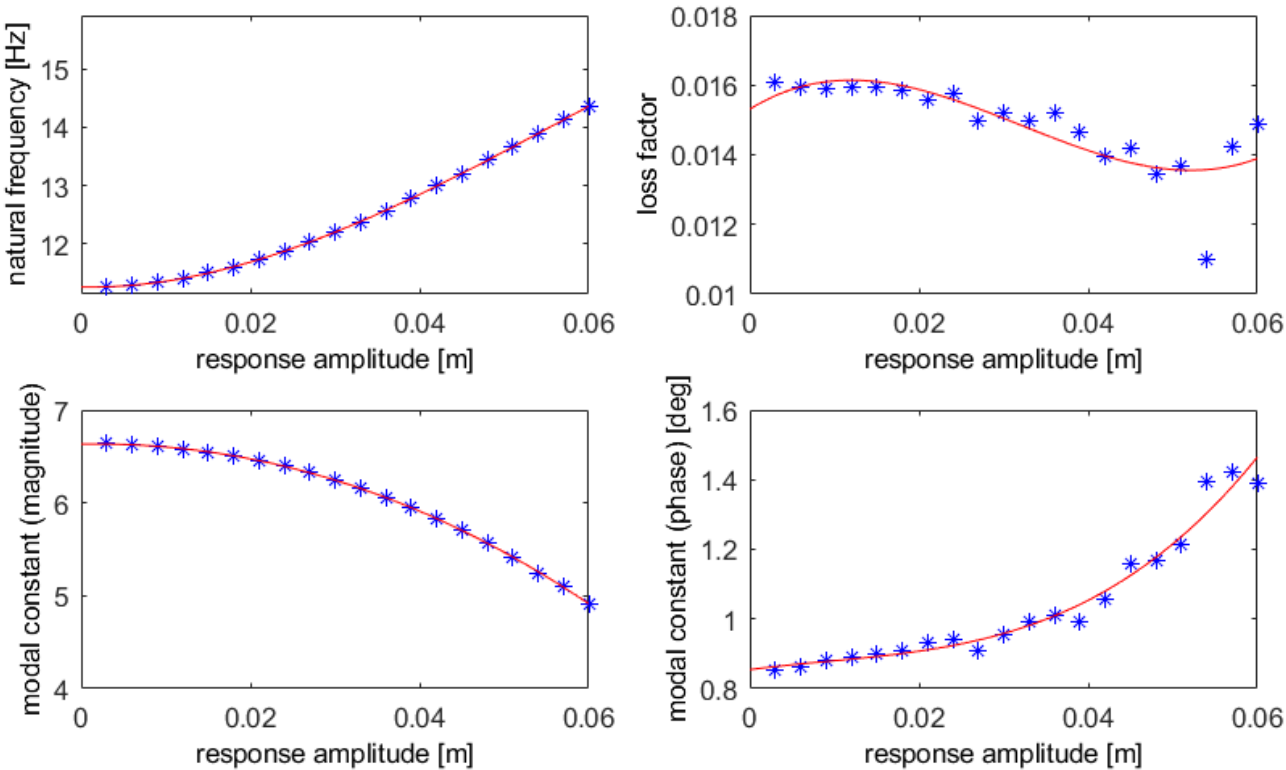 natural frequency [Hz]
15
14
13
12
0 0.02 0.04 0.06
response amplitude [m]
loss factor
0.018
0.016
0.014
0.012
0.01
0 0.02 0.04 0.06
response amplitude [m]
modal constant (magnitude)
7
6
5
4
0 0.02 0.04 0.06
response amplitude [m]
modal constant (phase) [deg]
1.6
1.4
1.2
1
0.8
0 0.02 0.04 0.06
response amplitude [m]